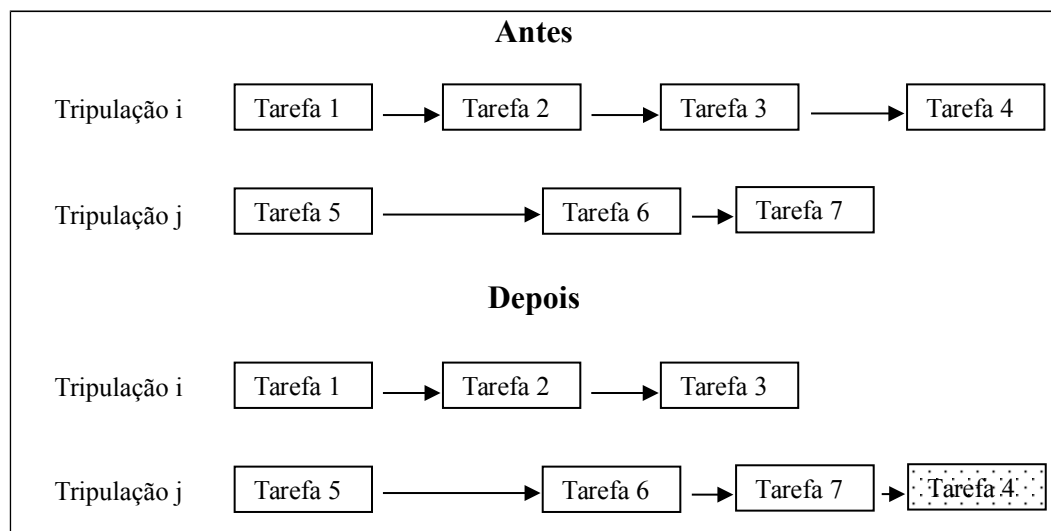 Antes
Tripulação i Tarefa 1 Tarefa 2 Tarefa 3 Tarefa 4
Tripulação j Tarefa 5 Tarefa 6 Tarefa 7
Depois
Tripulação i Tarefa 1 Tarefa 2 Tarefa 3
Tripulação j Tarefa 5 Tarefa 6 Tarefa 7 Tarefa 4